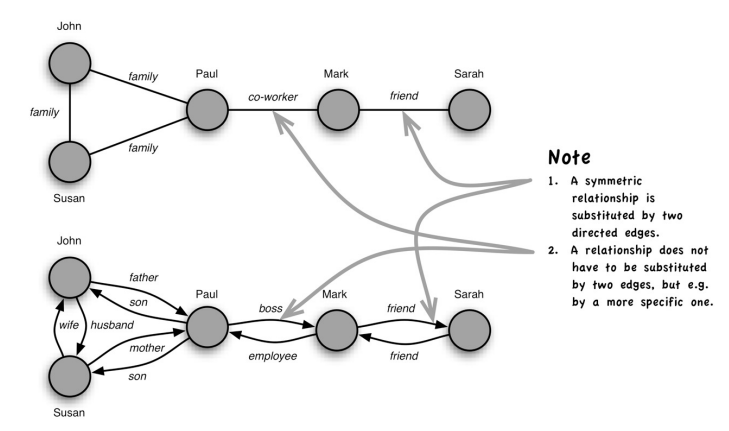 John
family
Paul
Mark
Sarah
co-worker
friend
family
family
Susan
Note
1. A symmetric
relationship is
substituted by two
directed edges.
2. A relationship does not
have to be substituted
by two edges, but e.g.
by a more specific one.
John
father
son
Paul
boss
Mark
friend
Sarah
wife
husband
mother
son
employee
friend
Susan